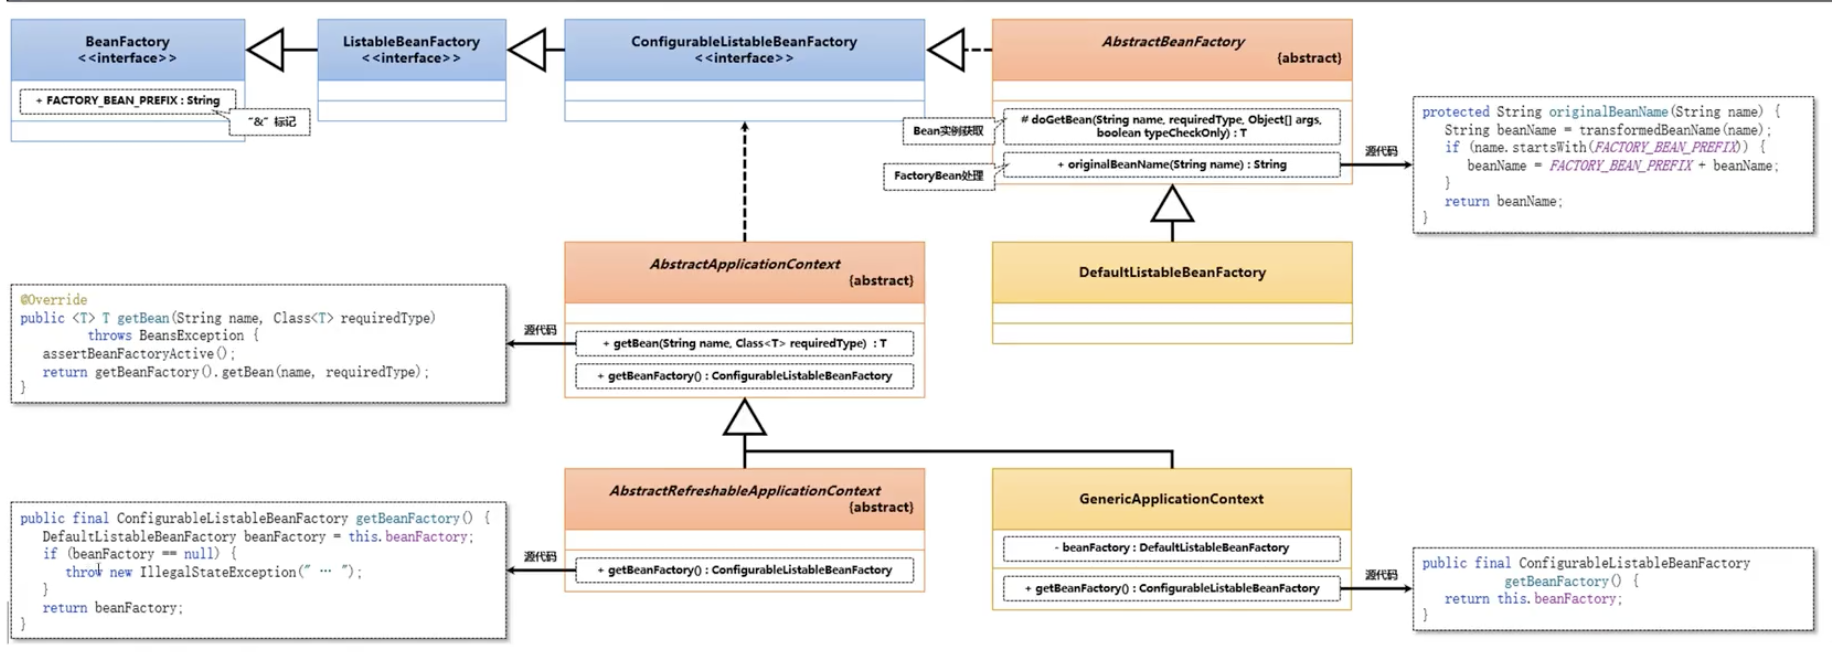 BeanFactory
<<interface>>
+ FACTORY_BEAN_PREFIX : String
"&" 标记
ListableBeanFactory
<<interface>>
ConfigurableListableBeanFactory
<<interface>>
AbstractBeanFactory
{abstract}
Bean实例获取
# doGetBean(String name, requiredType, Object[] args,
boolean typeCheckOnly) : T
FactoryBean处理
+ originalBeanName(String name) : String
源代码
protected String originalBeanName(String name) {
String beanName = transformedBeanName(name);
if (name.startsWith(FACTORY_BEAN_PREFIX)) {
beanName = FACTORY_BEAN_PREFIX + beanName;
}
return beanName;
}
AbstractApplicationContext
{abstract}
+ getBean(String name, Class<T> requiredType) : T
+ getBeanFactory() : ConfigurableListableBeanFactory
DefaultListableBeanFactory
源代码
@Override
public <T> T getBean(String name, Class<T> requiredType)
throws BeansException {
assertBeanFactoryActive();
return getBeanFactory().getBean(name, requiredType);
}
AbstractRefreshableApplicationContext
{abstract}
+ getBeanFactory() : ConfigurableListableBeanFactory
源代码
public final ConfigurableListableBeanFactory getBeanFactory() {
DefaultListableBeanFactory beanFactory = this.beanFactory;
if (beanFactory == null) {
throw new IllegalStateException(" ··· ");
}
return beanFactory;
}
GenericApplicationContext
- beanFactory : DefaultListableBeanFactory
+ getBeanFactory() : ConfigurableListableBeanFactory
源代码
public final ConfigurableListableBeanFactory
getBeanFactory() {
return this.beanFactory;
}